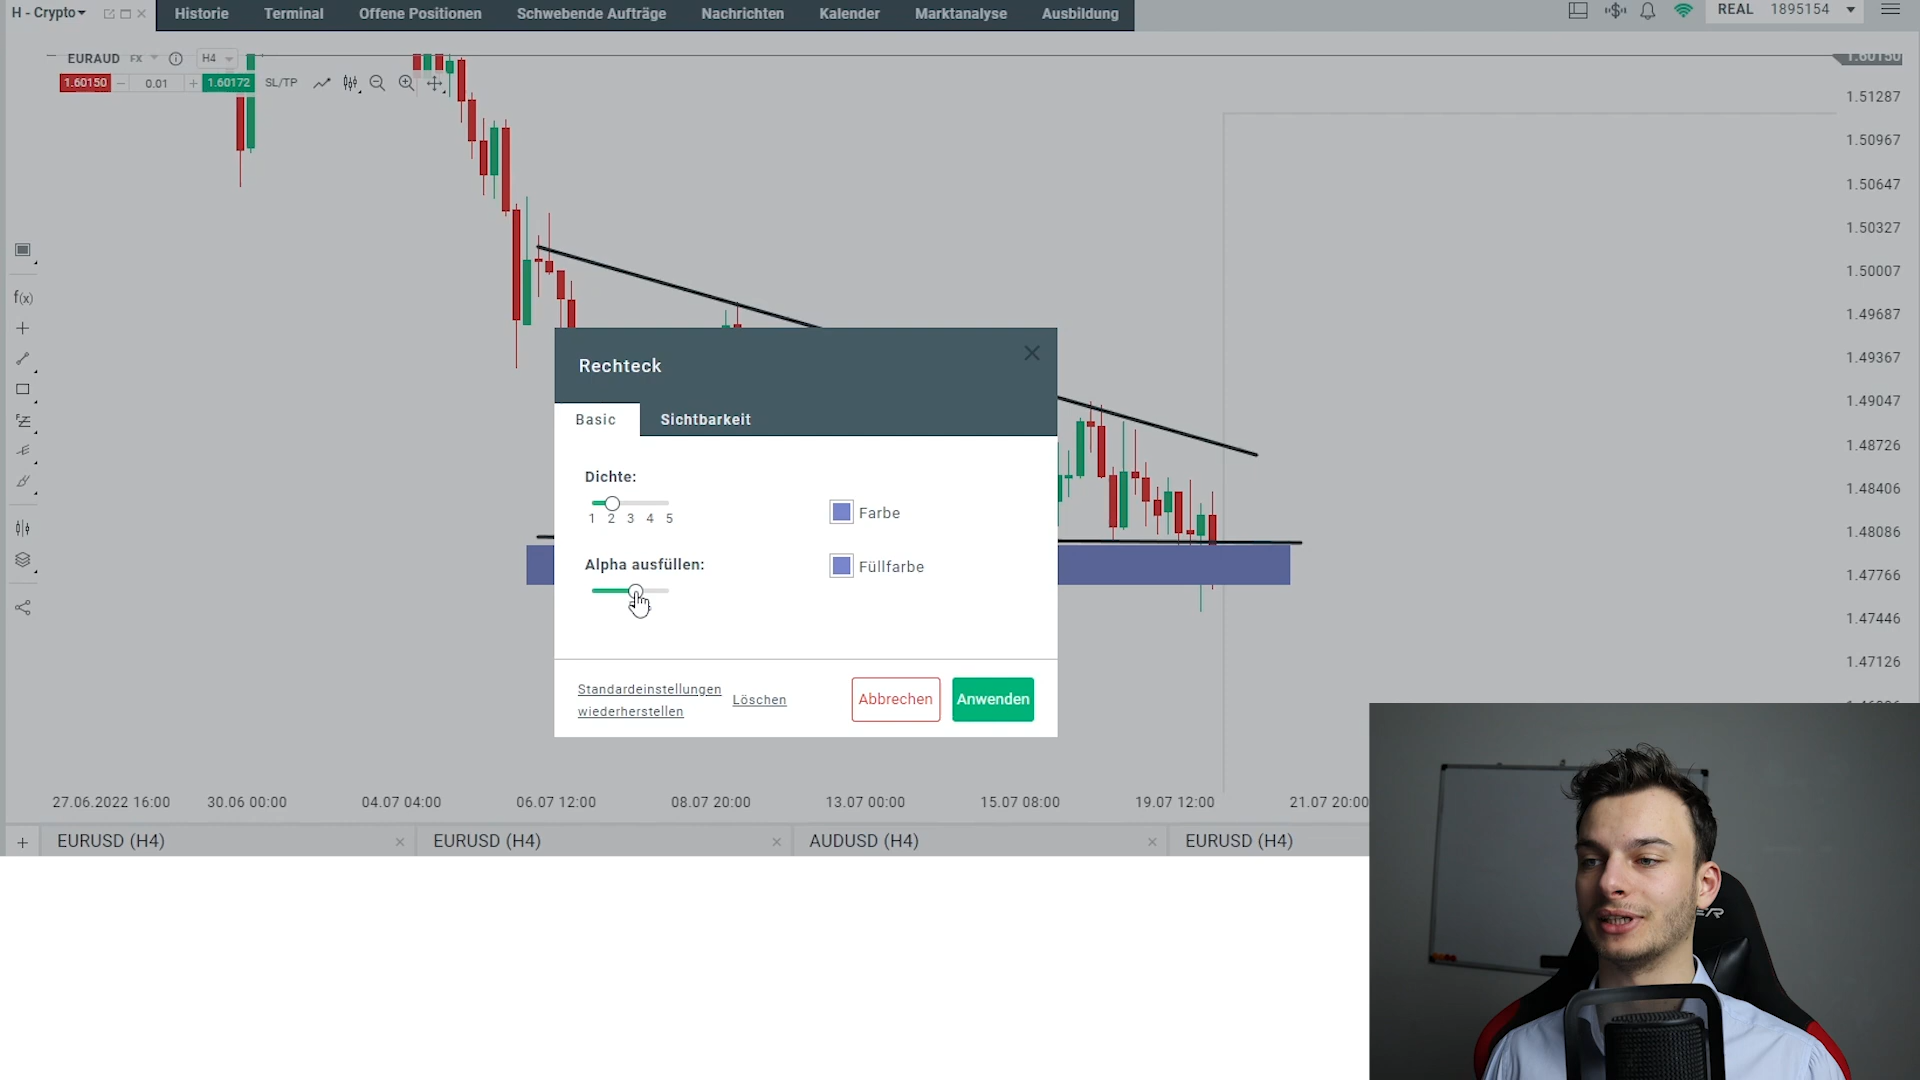 H - Crypto
Historie
Terminal
Offene Positionen
Schwebende Aufträge
Nachrichten
Kalender
Marktanalyse
Ausbildung
REAL 1895154
EURAUD FX H4
1.60150 − 0.01 + 1.60172 SL/TP
1.60150
1.51287
1.50967
1.50647
1.50327
1.50007
1.49687
1.49367
1.49047
1.48726
1.48406
1.48086
1.47766
1.47446
1.47126
f(x)
Rechteck
Basic
Sichtbarkeit
Dichte:
1 2 3 4 5
Farbe
Alpha ausfüllen:
Füllfarbe
Standardeinstellungen
wiederherstellen
Löschen
Abbrechen
Anwenden
27.06.2022 16:00
30.06 00:00
04.07 04:00
06.07 12:00
08.07 20:00
13.07 00:00
15.07 08:00
19.07 12:00
21.07 20:00
EURUSD (H4)
EURUSD (H4)
AUDUSD (H4)
EURUSD (H4)